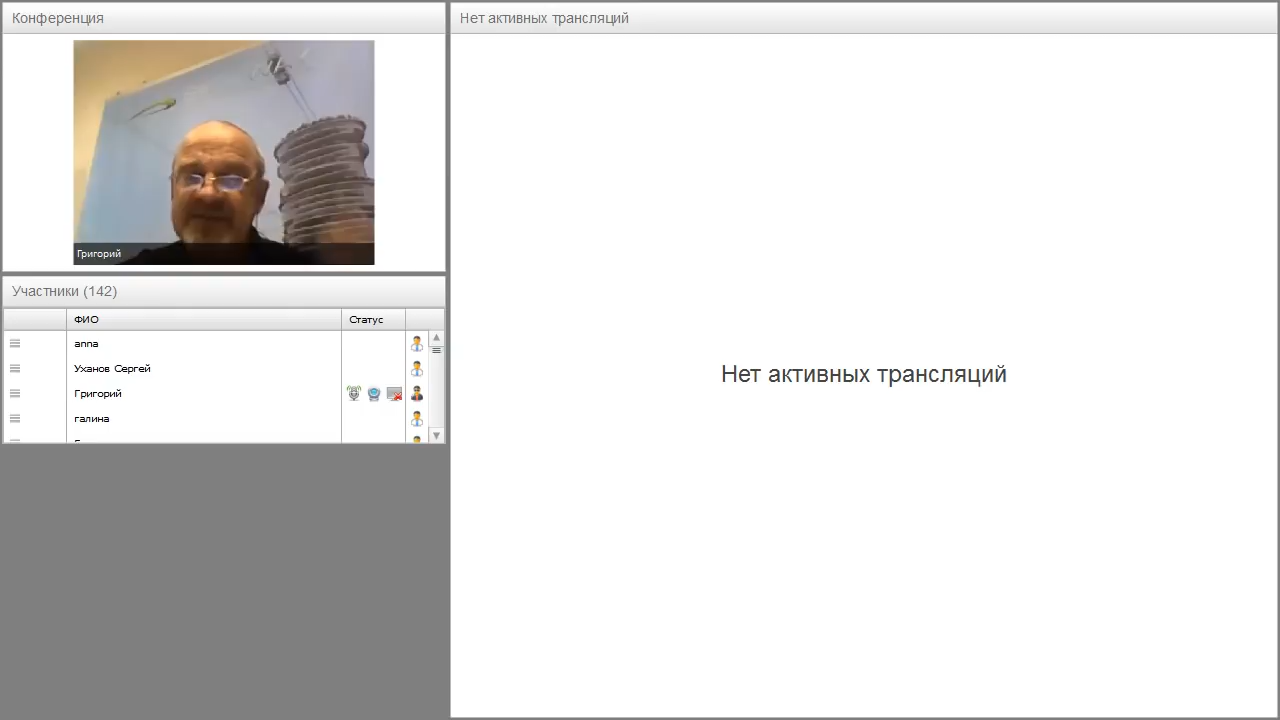 Конференция
Нет активных трансляций
Григорий
Участники (142)
ФИО Статус
anna
Уханов Сергей
Григорий
галина
Нет активных трансляций